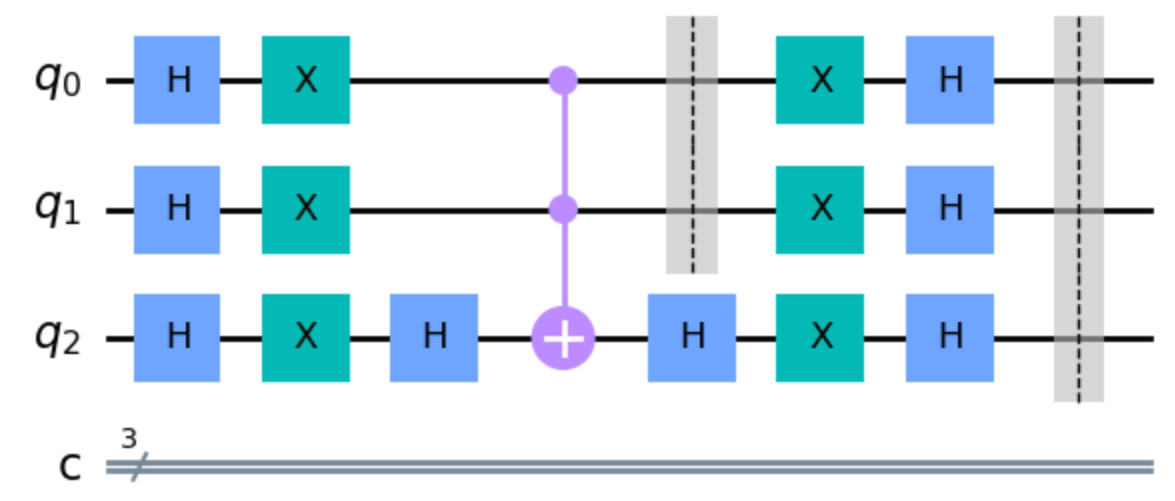 q0 H X X H
q1 H X X H
q2 H X H H X H
3
c